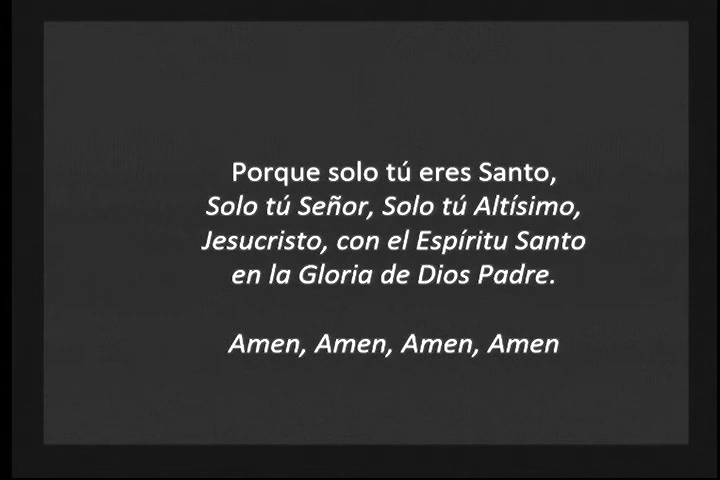 Porque solo tú eres Santo,
Solo tú Señor, Solo tú Altísimo,
Jesucristo, con el Espíritu Santo
en la Gloria de Dios Padre.
Amen, Amen, Amen, Amen